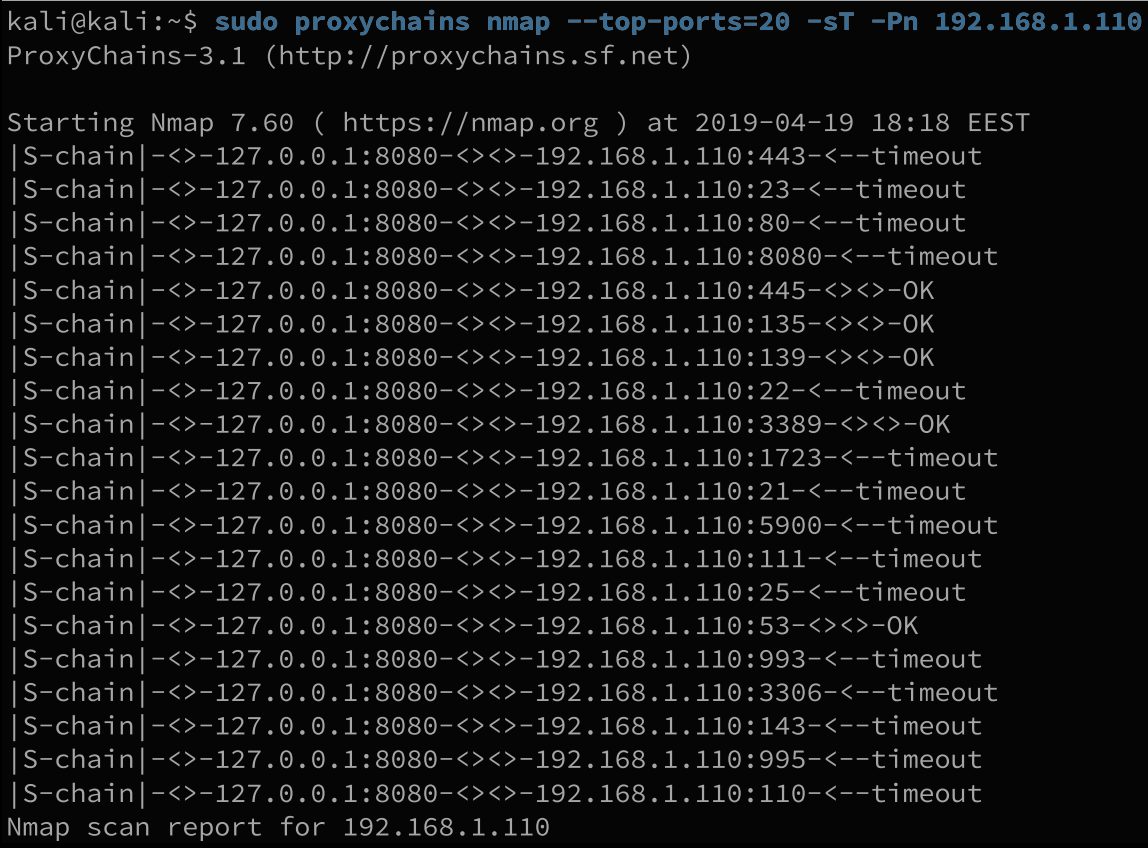 kali@kali:~$ sudo proxychains nmap --top-ports=20 -sT -Pn 192.168.1.110
ProxyChains-3.1 (http://proxychains.sf.net)
Starting Nmap 7.60 ( https://nmap.org ) at 2019-04-19 18:18 EEST
|S-chain|-<>-127.0.0.1:8080-<><>-192.168.1.110:443-<--timeout
|S-chain|-<>-127.0.0.1:8080-<><>-192.168.1.110:23-<--timeout
|S-chain|-<>-127.0.0.1:8080-<><>-192.168.1.110:80-<--timeout
|S-chain|-<>-127.0.0.1:8080-<><>-192.168.1.110:8080-<--timeout
|S-chain|-<>-127.0.0.1:8080-<><>-192.168.1.110:445-<><>-OK
|S-chain|-<>-127.0.0.1:8080-<><>-192.168.1.110:135-<><>-OK
|S-chain|-<>-127.0.0.1:8080-<><>-192.168.1.110:139-<><>-OK
|S-chain|-<>-127.0.0.1:8080-<><>-192.168.1.110:22-<--timeout
|S-chain|-<>-127.0.0.1:8080-<><>-192.168.1.110:3389-<><>-OK
|S-chain|-<>-127.0.0.1:8080-<><>-192.168.1.110:1723-<--timeout
|S-chain|-<>-127.0.0.1:8080-<><>-192.168.1.110:21-<--timeout
|S-chain|-<>-127.0.0.1:8080-<><>-192.168.1.110:5900-<--timeout
|S-chain|-<>-127.0.0.1:8080-<><>-192.168.1.110:111-<--timeout
|S-chain|-<>-127.0.0.1:8080-<><>-192.168.1.110:25-<--timeout
|S-chain|-<>-127.0.0.1:8080-<><>-192.168.1.110:53-<><>-OK
|S-chain|-<>-127.0.0.1:8080-<><>-192.168.1.110:993-<--timeout
|S-chain|-<>-127.0.0.1:8080-<><>-192.168.1.110:3306-<--timeout
|S-chain|-<>-127.0.0.1:8080-<><>-192.168.1.110:143-<--timeout
|S-chain|-<>-127.0.0.1:8080-<><>-192.168.1.110:995-<--timeout
|S-chain|-<>-127.0.0.1:8080-<><>-192.168.1.110:110-<--timeout
Nmap scan report for 192.168.1.110